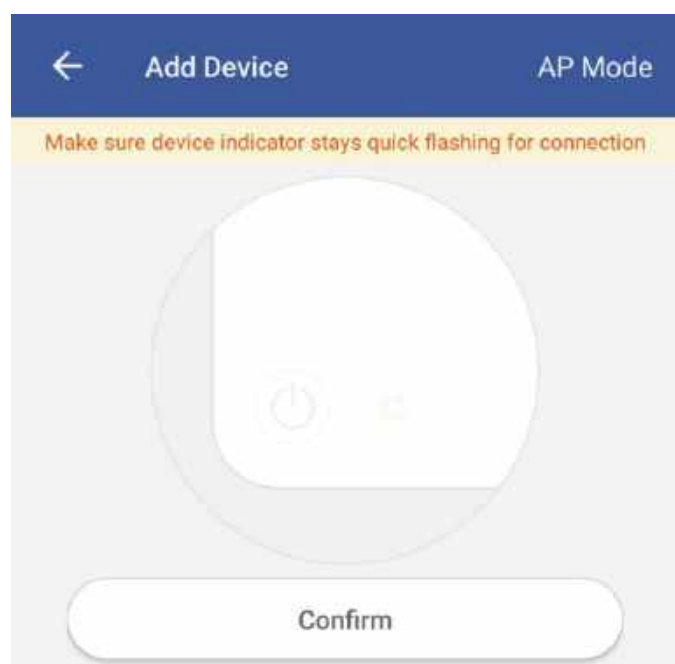 Add Device
AP Mode
Make sure device indicator stays quick flashing for connection
Confirm